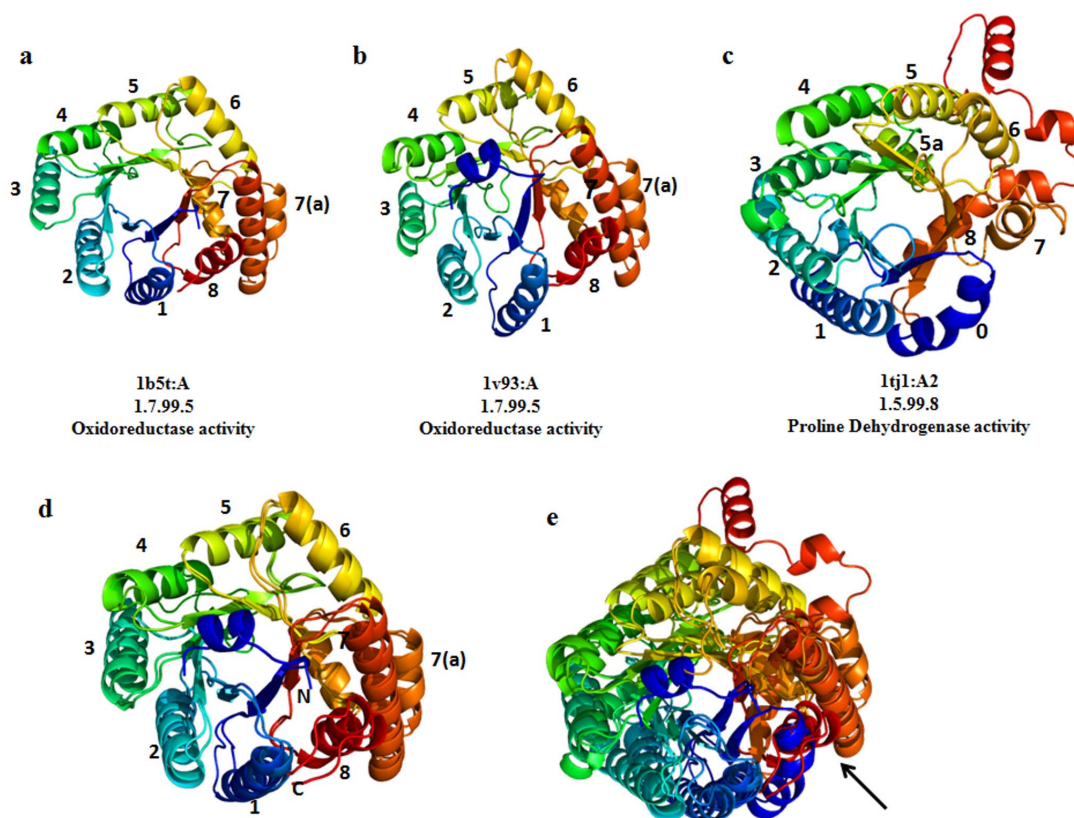 a
5
6
4
3
7
7(a)
2
8
1
1b5t:A
1.7.99.5
Oxidoreductase activity
b
5
6
4
3
7
7(a)
2
8
1
1v93:A
1.7.99.5
Oxidoreductase activity
c
5
4
6
5a
3
8
7
2
1
0
1tj1:A2
1.5.99.8
Proline Dehydrogenase activity
d
5
6
4
3
7
7(a)
N
2
8
C
1
e